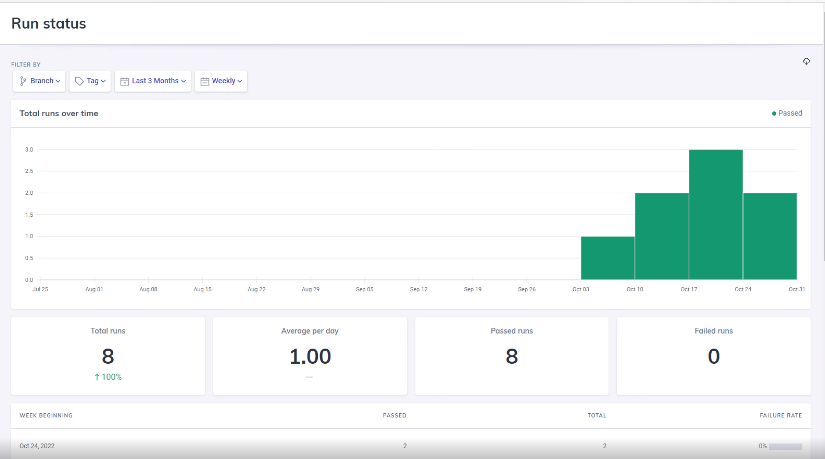 Run status
FILTER BY
Branch Tag Last 3 Months Weekly
Total runs over time Passed
3.0
2.5
2.0
1.5
1.0
0.5
0.0
Jul 25 Aug 01 Aug 08 Aug 15 Aug 22 Aug 29 Sep 05 Sep 12 Sep 19 Sep 26 Oct 03 Oct 10 Oct 17 Oct 24 Oct 31
Total runs Average per day Passed runs Failed runs
8 1.00 8 0
↑ 100% —
WEEK BEGINNING PASSED TOTAL FAILURE RATE
Oct 24, 2022 2 2 0%